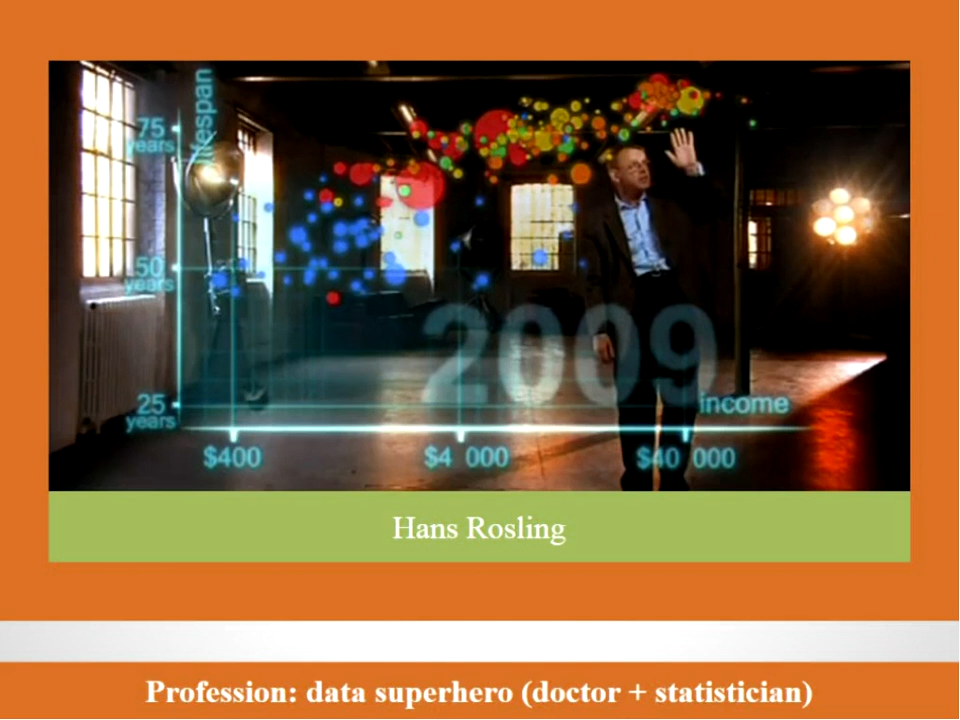 lifespan
75
years
50
years
25
years
2009
income
$400
$4 000
$40 000
Hans Rosling
Profession: data superhero (doctor + statistician)